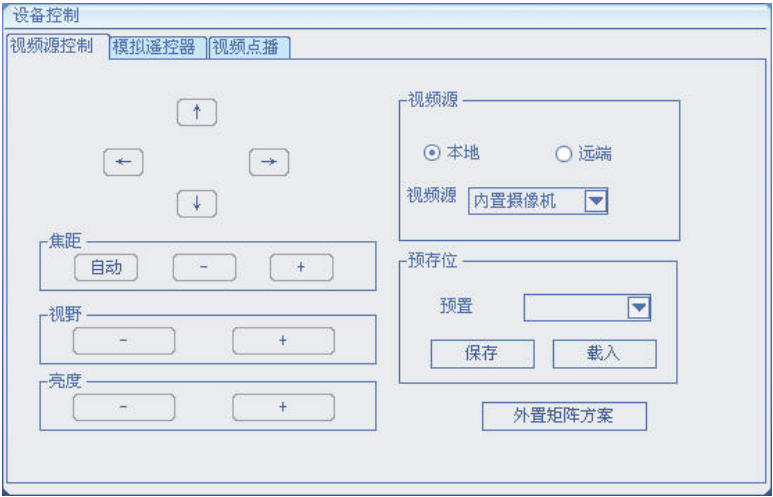 设备控制
视频源控制 模拟遥控器 视频点播
↑
← →
↓
焦距
自动 - +
视野
- +
亮度
- +
视频源
本地 远端
视频源 内置摄像机
预存位
预置
保存 载入
外置矩阵方案